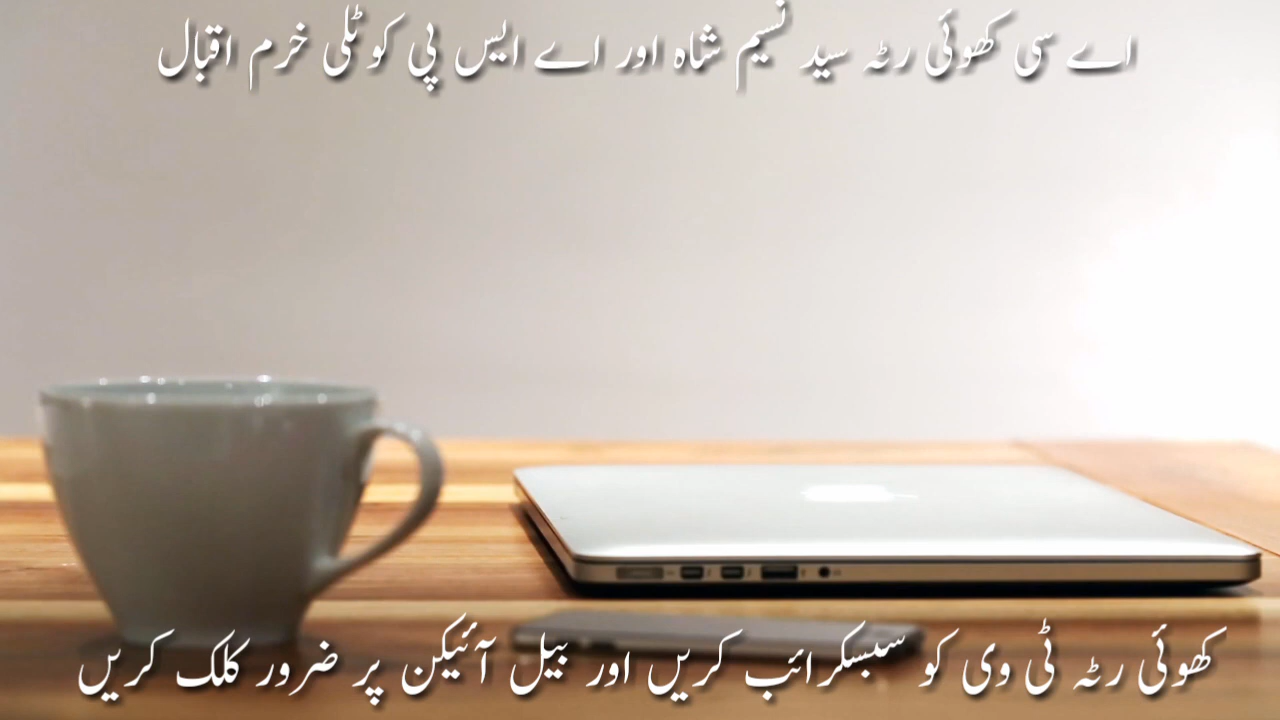 اے سی کھوئی رٹہ سید نسیم شاہ اور اے ایس پی کوٹلی خرم اقبال
کھوئی رٹہ ٹی وی کو سبسکرائب کریں اور بیل آئیکن پر ضرور کلک کریں